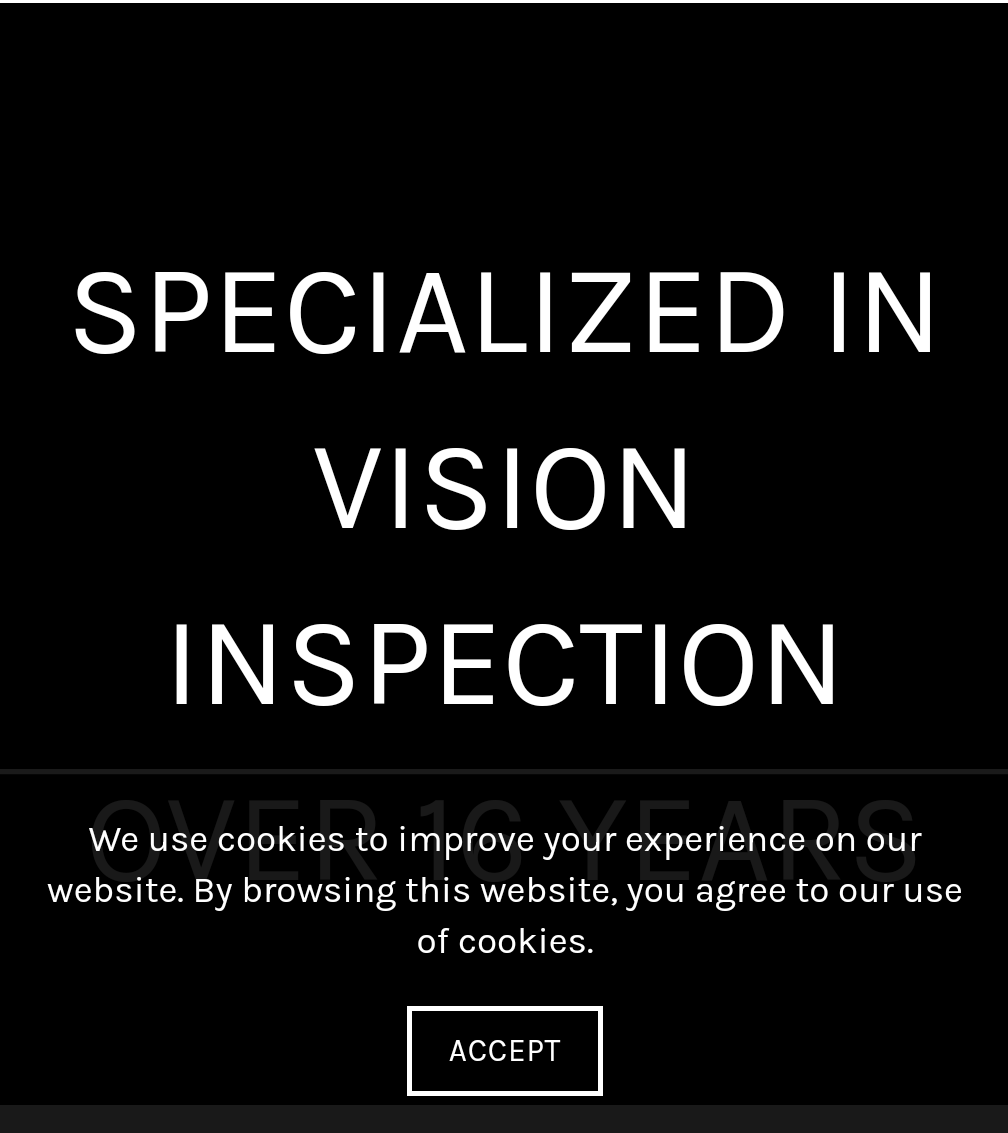 SPECIALIZED IN
VISION
INSPECTION
OVER 16 YEARS
We use cookies to improve your experience on our
website. By browsing this website, you agree to our use
of cookies.
ACCEPT